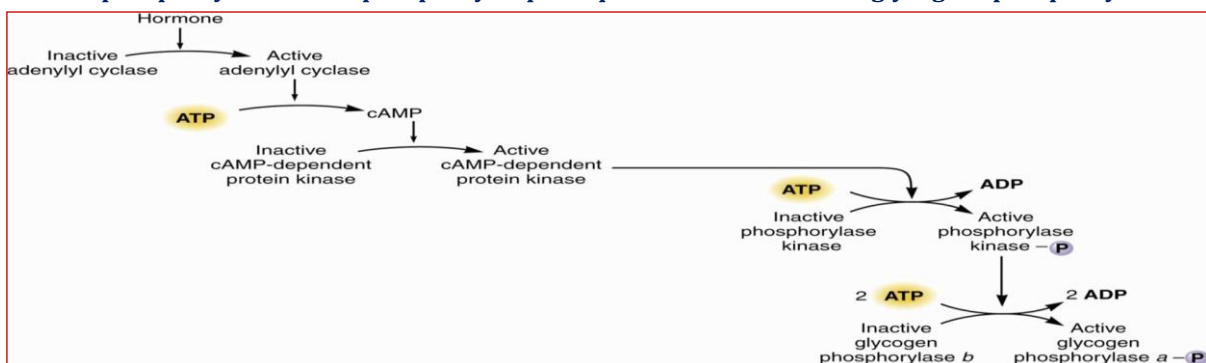 Hormone
Inactive
adenylyl cyclase
Active
adenylyl cyclase
ATP
cAMP
Inactive
cAMP-dependent
protein kinase
Active
cAMP-dependent
protein kinase
ATP
ADP
Inactive
phosphorylase
kinase
Active
phosphorylase
kinase – P
2 ATP
2 ADP
Inactive
glycogen
phosphorylase b
Active
glycogen
phosphorylase a – P